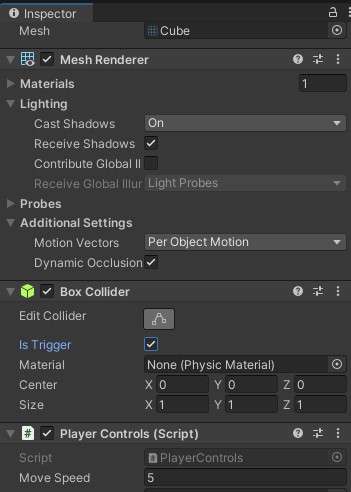 Inspector
Mesh Cube
Mesh Renderer
Materials 1
Lighting
Cast Shadows On
Receive Shadows
Contribute Global Il
Receive Global Illur Light Probes
Probes
Additional Settings
Motion Vectors Per Object Motion
Dynamic Occlusion
Box Collider
Edit Collider
Is Trigger
Material None (Physic Material)
Center X 0 Y 0 Z 0
Size X 1 Y 1 Z 1
# Player Controls (Script)
Script # PlayerControls
Move Speed 5